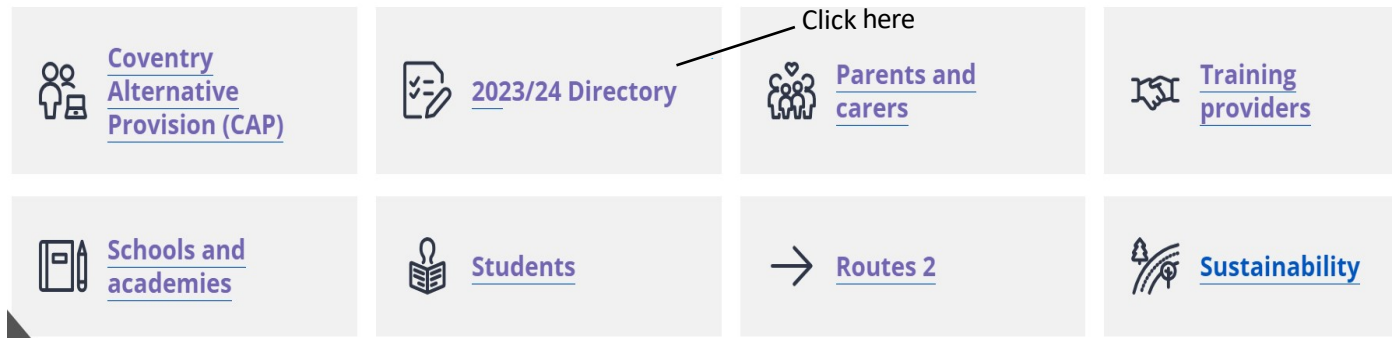 Click here
Coventry
Alternative
Provision (CAP)
2023/24 Directory
Parents and
carers
Training
providers
Schools and
academies
Students
Routes 2
Sustainability